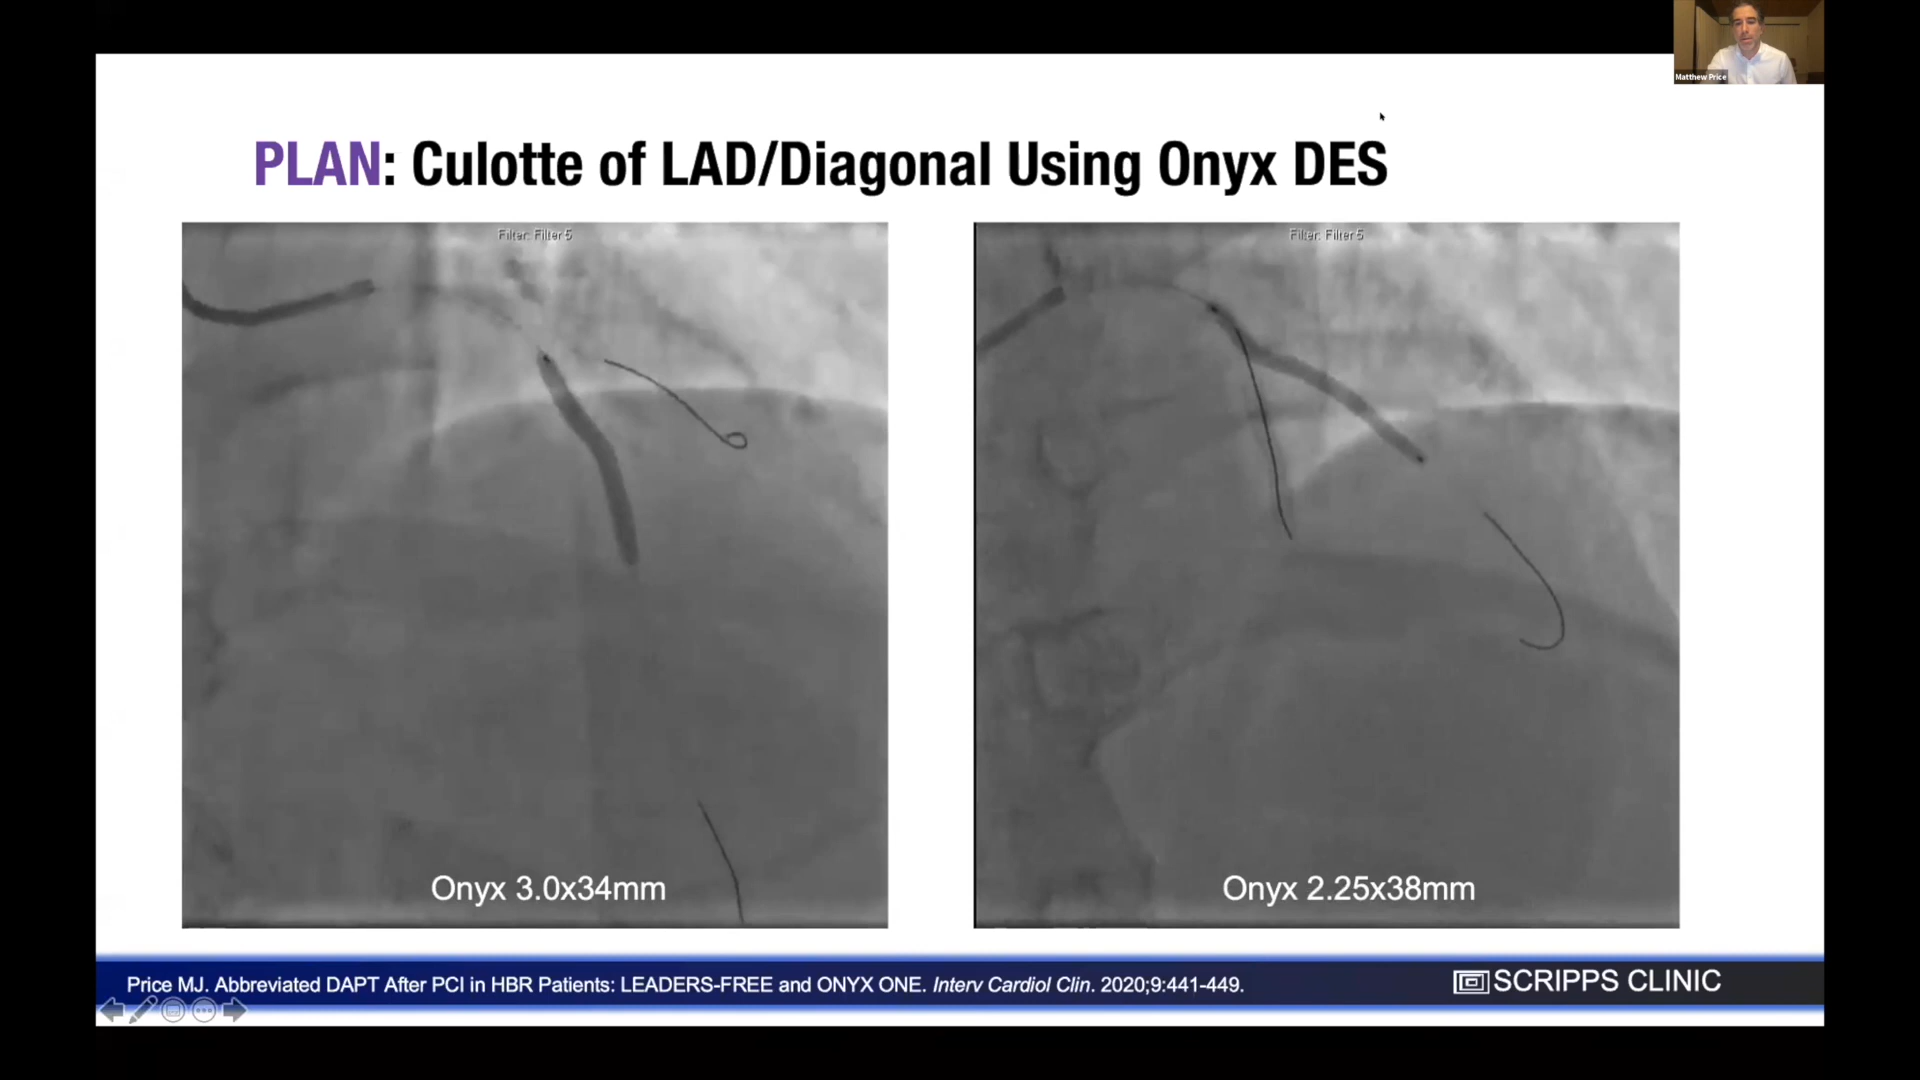 Matthew Price
PLAN: Culotte of LAD/Diagonal Using Onyx DES
Filter: Filter 5
Filter: Filter 5
Onyx 3.0x34mm
Onyx 2.25x38mm
Price MJ. Abbreviated DAPT After PCI in HBR Patients: LEADERS-FREE and ONYX ONE. Interv Cardiol Clin. 2020;9:441-449.
SCRIPPS CLINIC